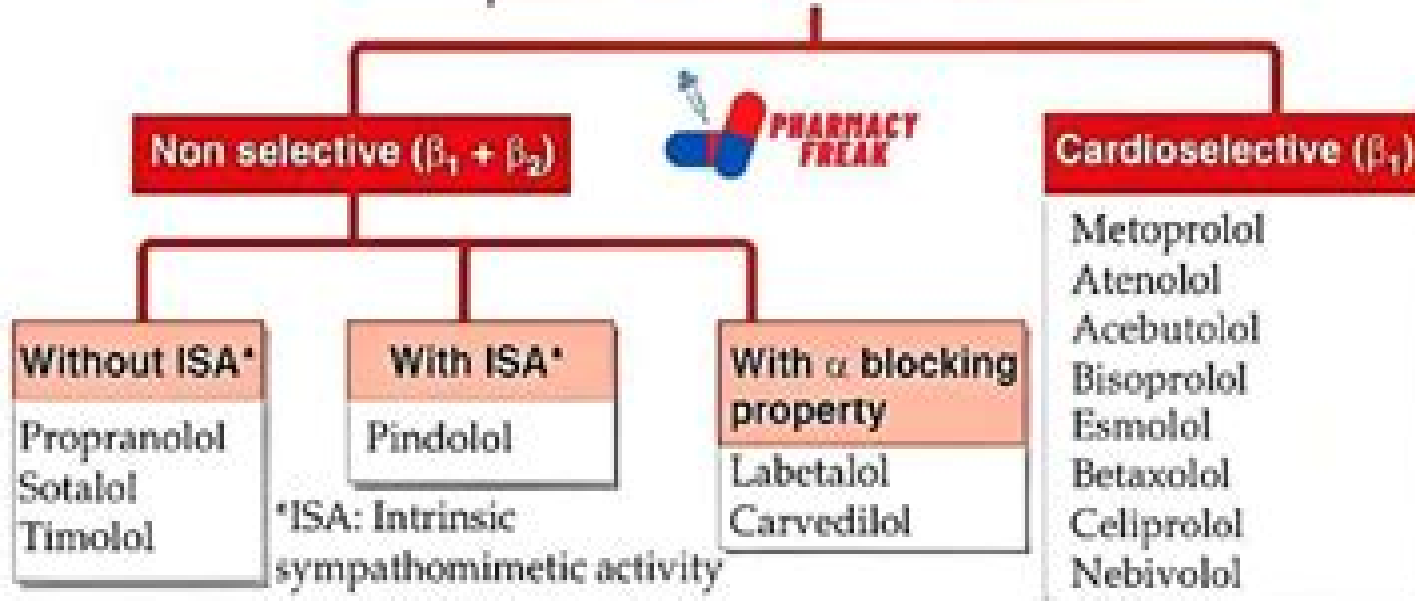 Non selective (β₁ + β₂)
PHARMACY
FREAK
Cardioselective (β₁)
Metoprolol
Atenolol
Acebutolol
Bisoprolol
Esmolol
Betaxolol
Celiprolol
Nebivolol
Without ISA*
Propranolol
Sotalol
Timolol
With ISA*
Pindolol
*ISA: Intrinsic
sympathomimetic activity
With α blocking
property
Labetalol
Carvedilol